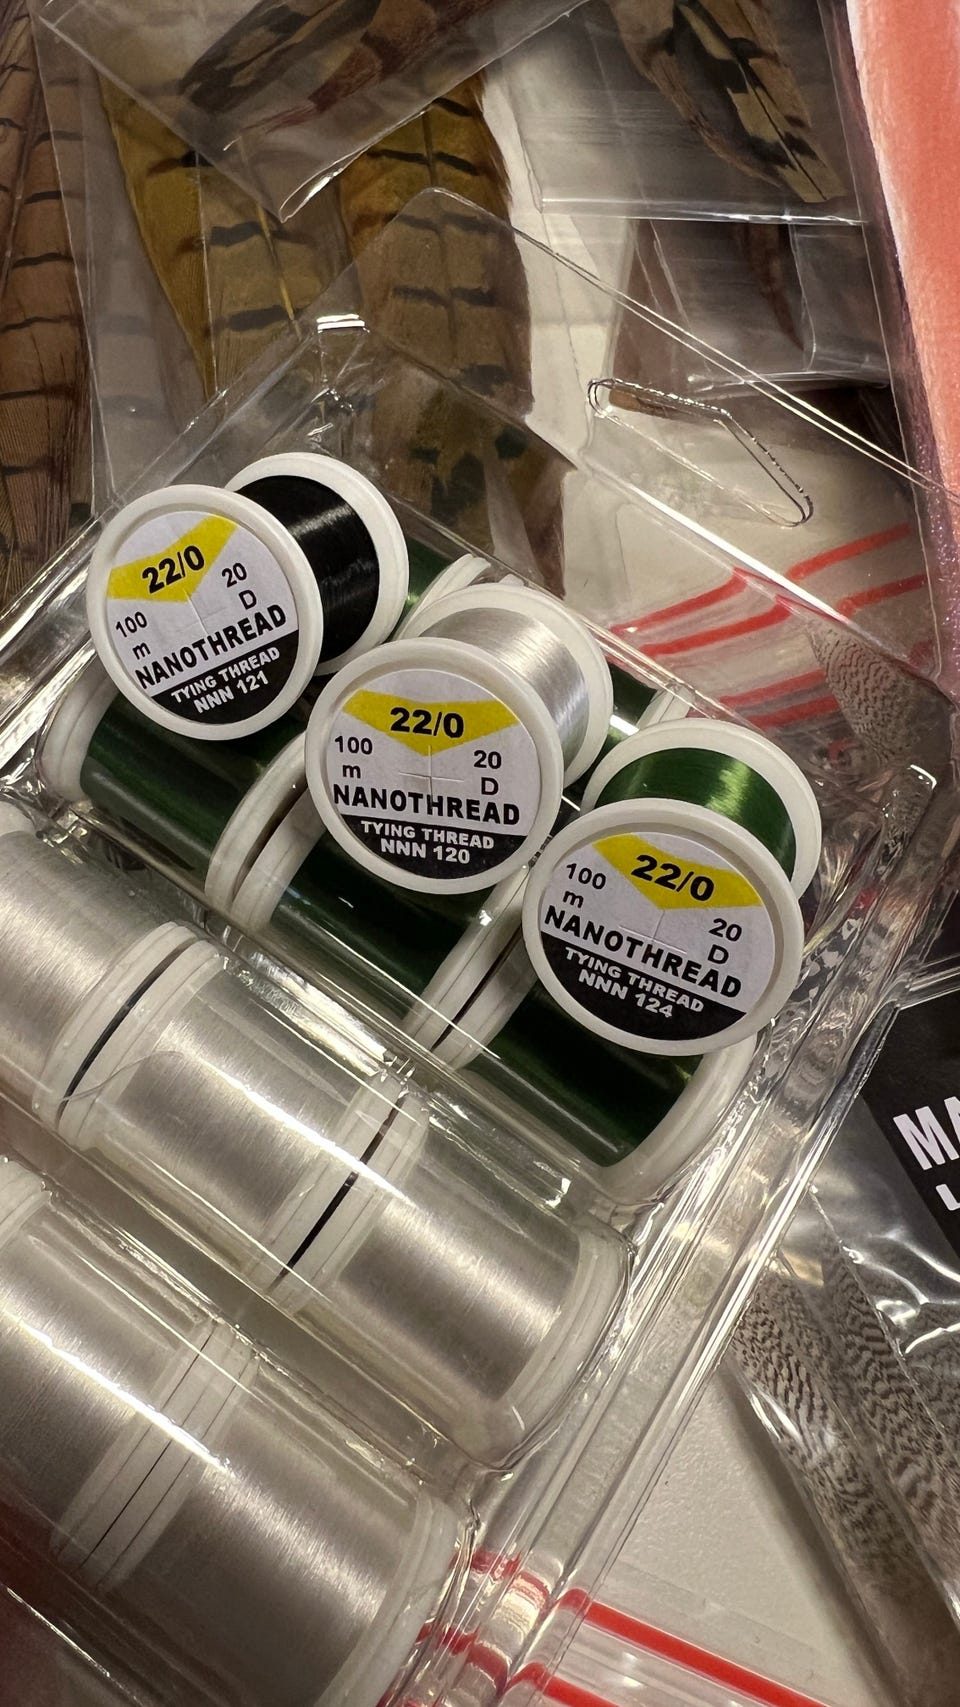 22/0
100
m
20
D
NANOTHREAD
TYING THREAD
NNN 121
22/0
100
m
20
D
NANOTHREAD
TYING THREAD
NNN 120
22/0
100
m
20
D
NANOTHREAD
TYING THREAD
NNN 124